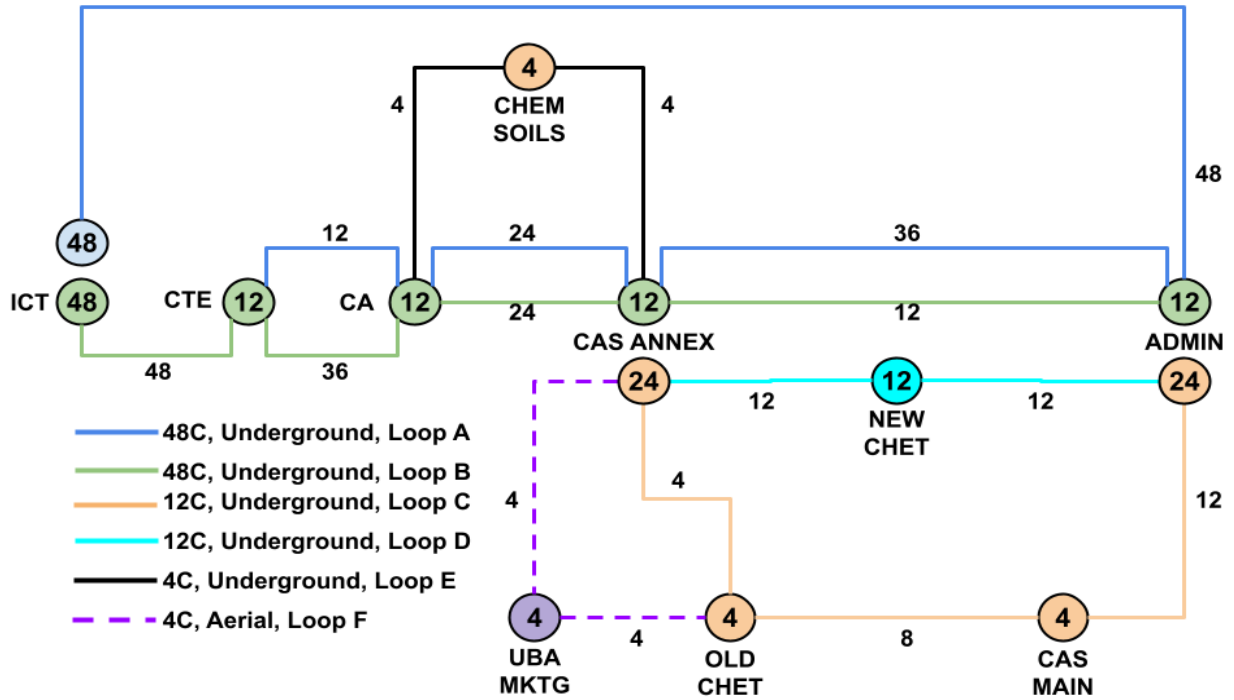 4
4
CHEM
SOILS
4
48
48
12
24
36
ICT
48
CTE
12
CA
12
24
12
12
12
48
36
CAS ANNEX
ADMIN
24
12
12
12
24
NEW
CHET
48C, Underground, Loop A
48C, Underground, Loop B
12C, Underground, Loop C
12C, Underground, Loop D
4C, Underground, Loop E
4C, Aerial, Loop F
4
4
12
4
4
4
8
4
UBA
MKTG
OLD
CHET
CAS
MAIN